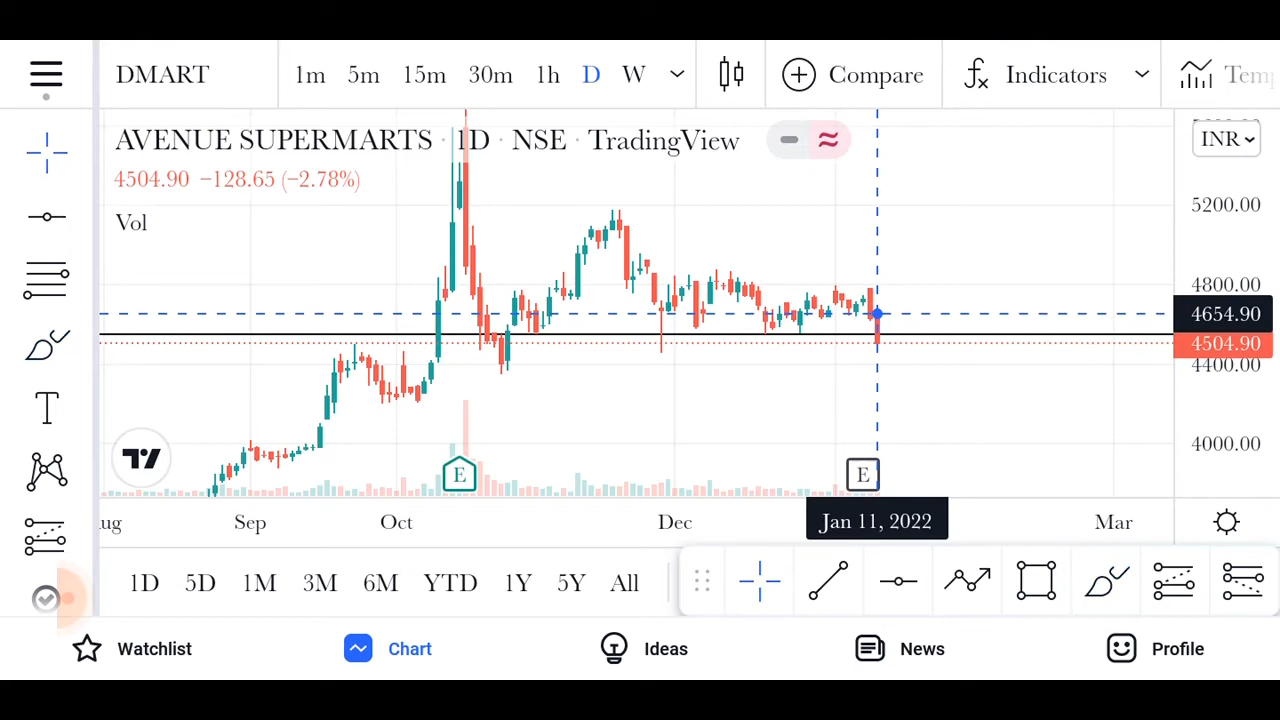 DMART 1m 5m 15m 30m 1h D W Compare fx Indicators
AVENUE SUPERMARTS · 1D · NSE · TradingView
INR
4504.90 −128.65 (−2.78%)
Vol
5200.00
4800.00
4654.90
4504.90
4400.00
4000.00
T
E E
Sep Oct Dec Jan 11, 2022 Mar
1D 5D 1M 3M 6M YTD 1Y 5Y All
Watchlist Chart Ideas News Profile